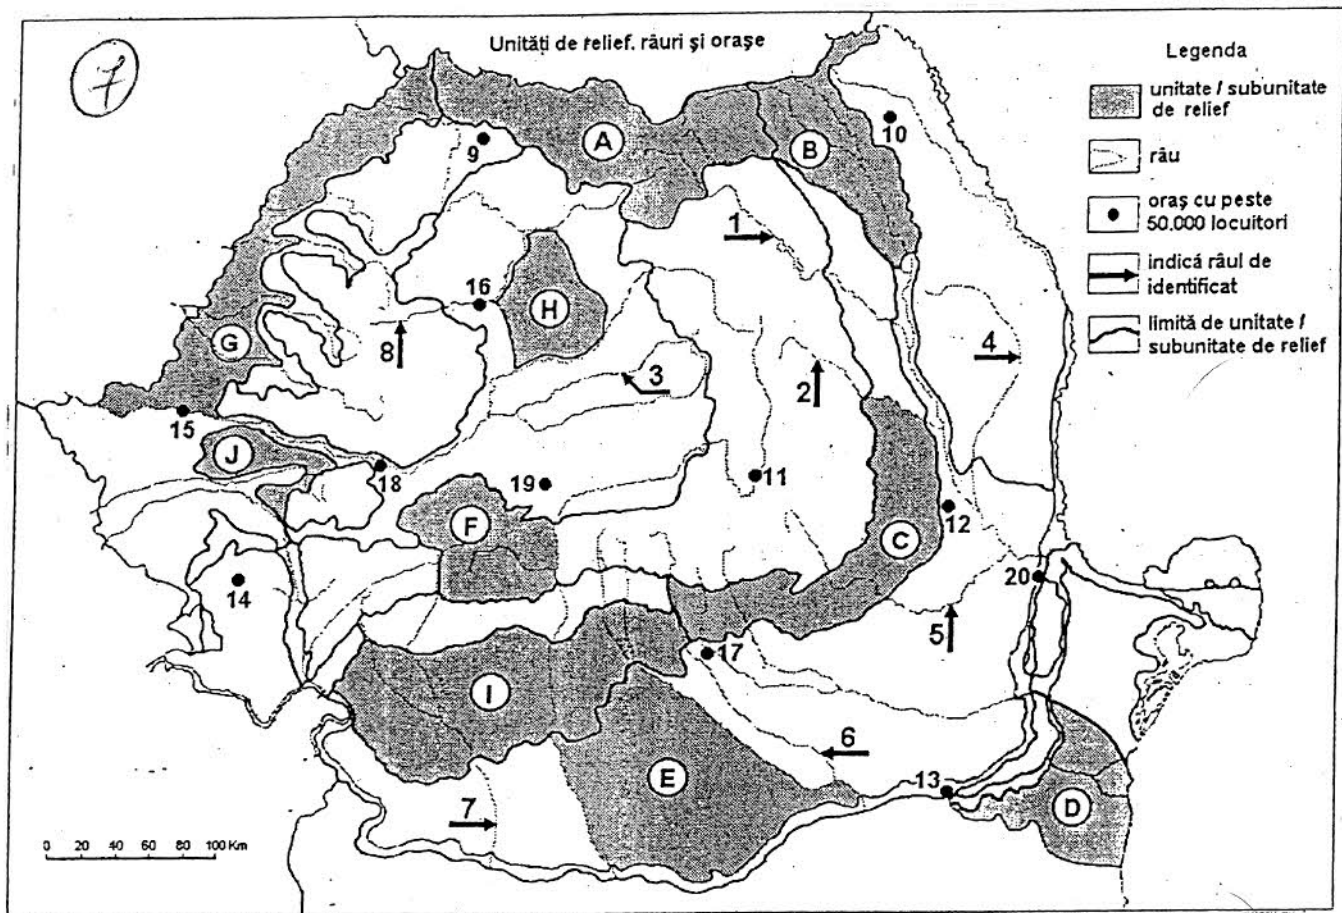 Unități de relief. râuri și orașe
7
Legenda
unitate / subunitate
de relief
râu
oraș cu peste
50.000 locuitori
indică râul de
identificat
limită de unitate /
subunitate de relief
A
B
10
9
1
16
H
G
8
3
2
4
15
J
18
19
F
11
C
12
14
20
5
17
I
6
E
13
7
D
0 20 40 60 80 100 Km